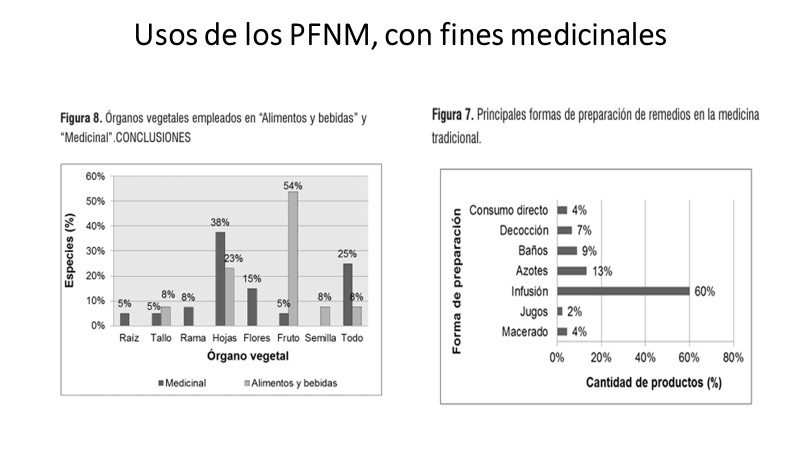 Usos de los PFNM, con fines medicinales
Figura 8. Órganos vegetales empleados en “Alimentos y bebidas” y
“Medicinal”.CONCLUSIONES
60%
50%
40%
30%
20%
10%
0%
Especies (%)
5%
5%
8%
8%
38%
23%
15%
5%
54%
8%
25%
8%
Raíz Tallo Rama Hojas Flores Fruto Semilla Todo
Órgano vegetal
Medicinal Alimentos y bebidas
Figura 7. Principales formas de preparación de remedios en la medicina
tradicional.
Forma de preparación
Consumo directo 4%
Decocción 7%
Baños 9%
Azotes 13%
Infusión 60%
Jugos 2%
Macerado 4%
0% 20% 40% 60% 80%
Cantidad de productos (%)